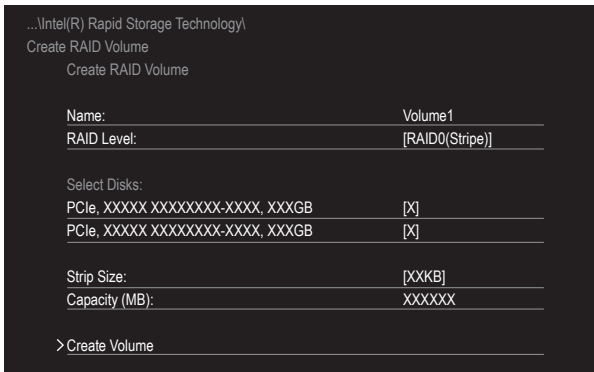 ...\Intel(R) Rapid Storage Technology\
Create RAID Volume
Create RAID Volume
Name: Volume1
RAID Level: [RAID0(Stripe)]
Select Disks:
PCIe, XXXXX XXXXXXXX-XXXX, XXXGB [X]
PCIe, XXXXX XXXXXXXX-XXXX, XXXGB [X]
Strip Size: [XXKB]
Capacity (MB): XXXXXX
>Create Volume